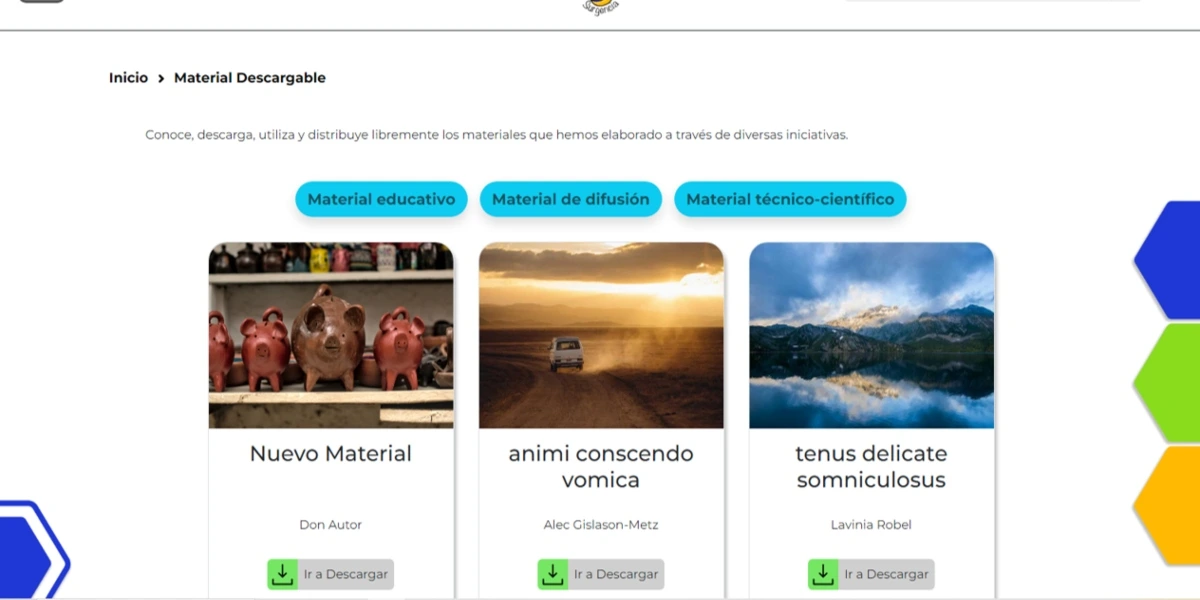 Surgencia
Inicio › Material Descargable
Conoce, descarga, utiliza y distribuye libremente los materiales que hemos elaborado a través de diversas iniciativas.
Material educativo
Material de difusión
Material técnico-científico
Nuevo Material
Don Autor
Ir a Descargar
animi conscendo
vomica
Alec Gislason-Metz
Ir a Descargar
tenus delicate
somniculosus
Lavinia Robel
Ir a Descargar